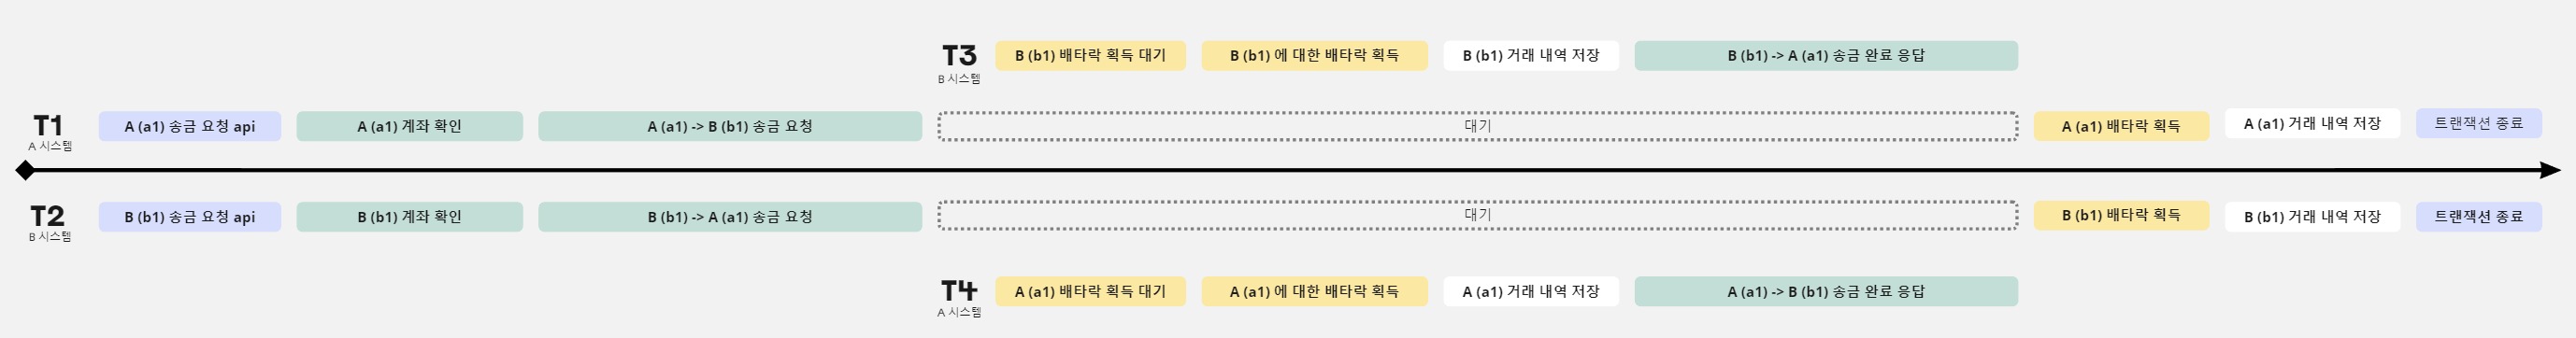 T3
B 시스템
B (b1) 배타락 획득 대기
B (b1) 에 대한 배타락 획득
B (b1) 거래 내역 저장
B (b1) -> A (a1) 송금 완료 응답
T1
A 시스템
A (a1) 송금 요청 api
A (a1) 계좌 확인
A (a1) -> B (b1) 송금 요청
대기
A (a1) 배타락 획득
A (a1) 거래 내역 저장
트랜잭션 종료
T2
B 시스템
B (b1) 송금 요청 api
B (b1) 계좌 확인
B (b1) -> A (a1) 송금 요청
대기
B (b1) 배타락 획득
B (b1) 거래 내역 저장
트랜잭션 종료
T4
A 시스템
A (a1) 배타락 획득 대기
A (a1) 에 대한 배타락 획득
A (a1) 거래 내역 저장
A (a1) -> B (b1) 송금 완료 응답